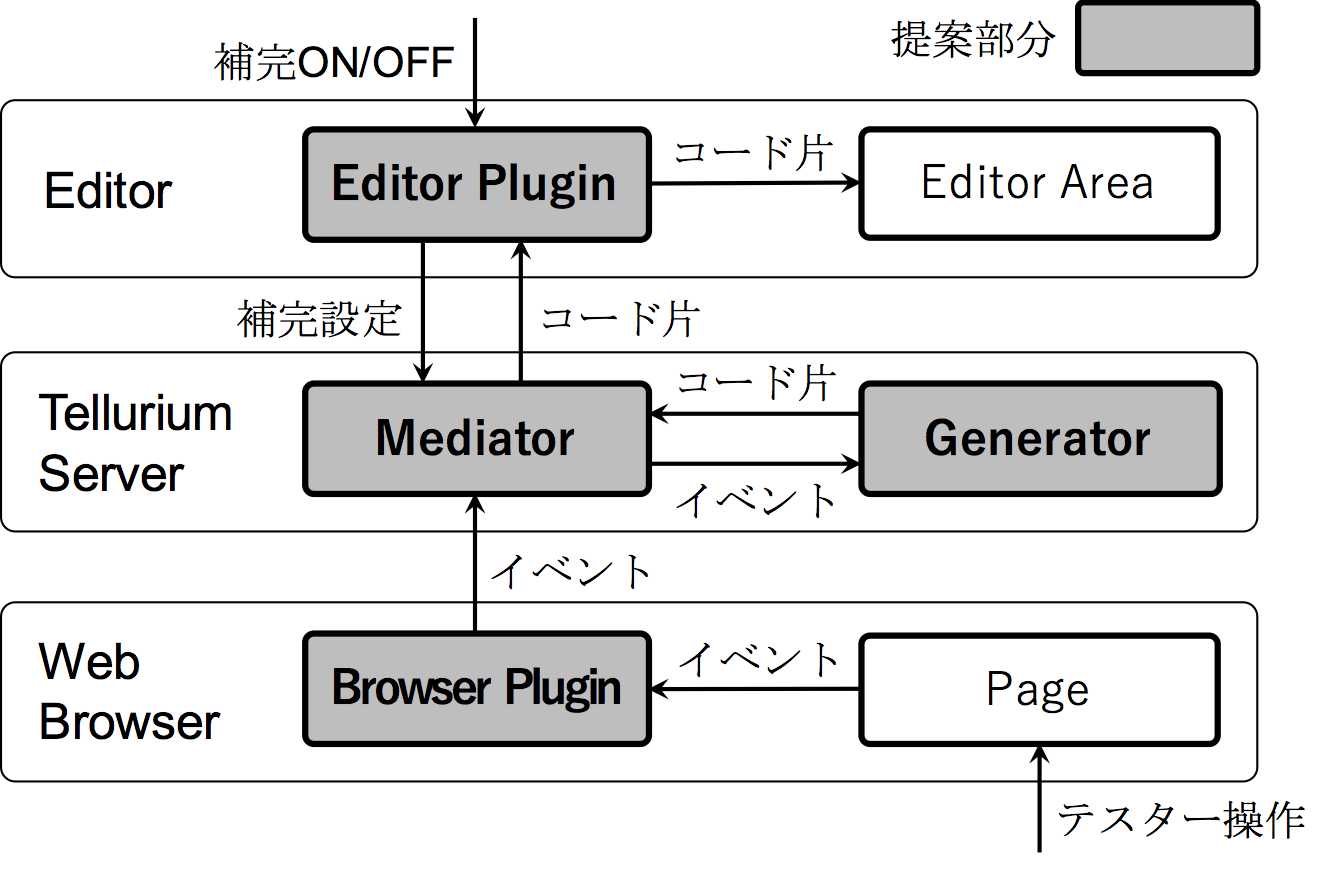 提案部分
補完ON/OFF
Editor
Editor Plugin
コード片
Editor Area
補完設定
コード片
Tellurium
Server
Mediator
コード片
イベント
Generator
イベント
Web
Browser
Browser Plugin
イベント
Page
テスター操作